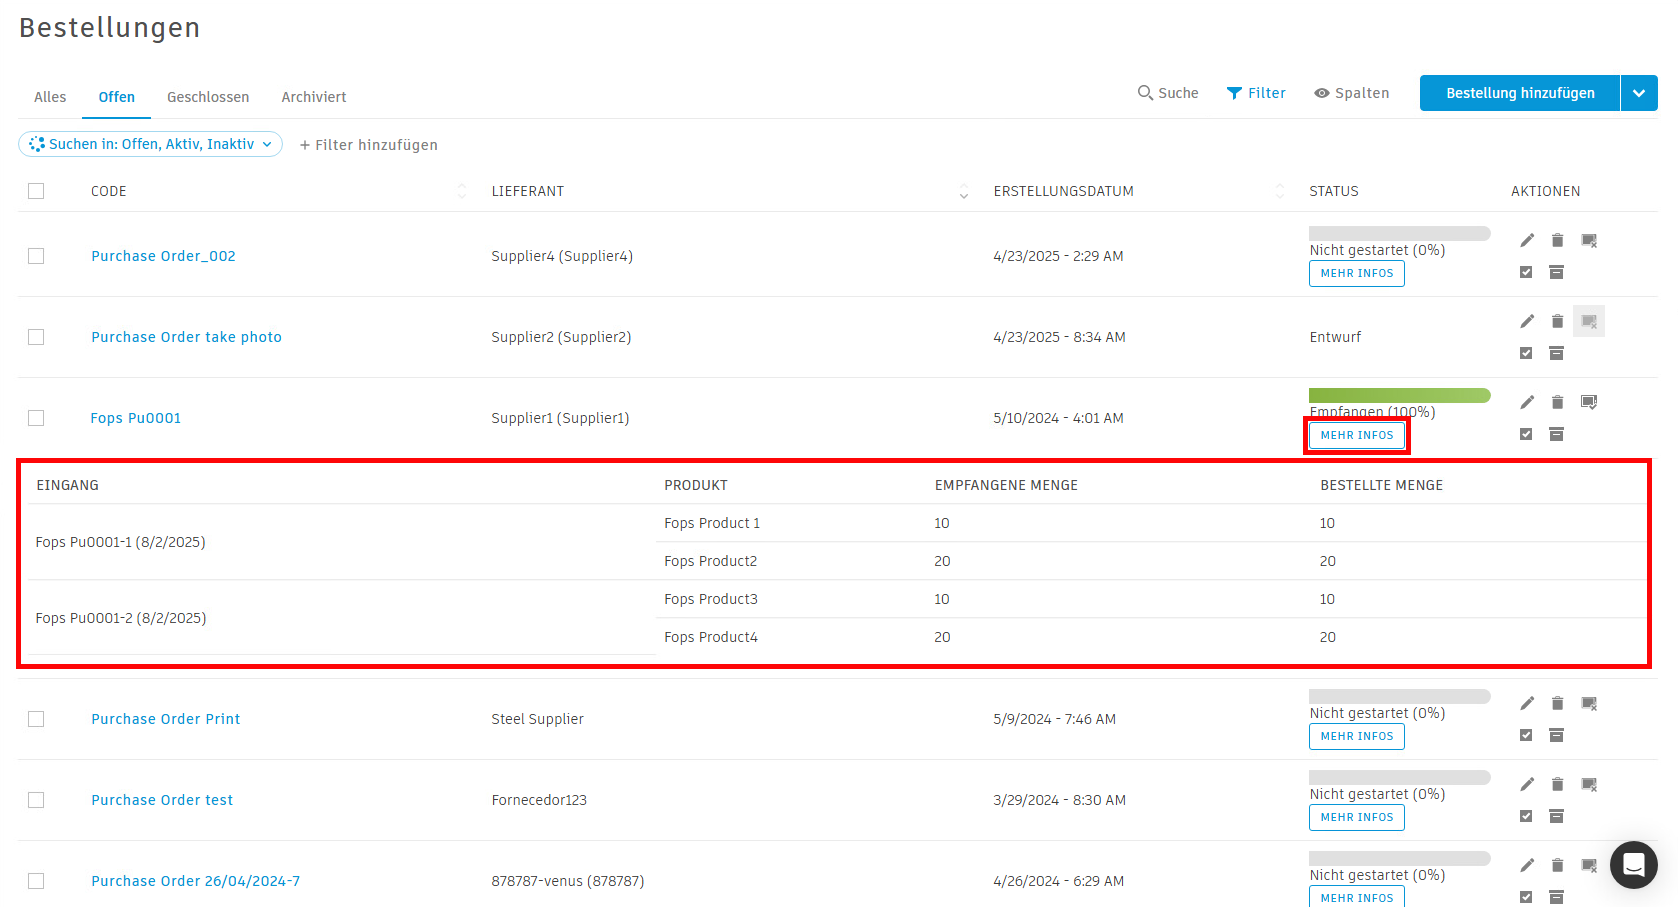 Bestellungen
Alles Offen Geschlossen Archiviert Suche Filter Spalten Bestellung hinzufügen
Suchen in: Offen, Aktiv, Inaktiv + Filter hinzufügen
CODE LIEFERANT ERSTELLUNGSDATUM STATUS AKTIONEN
Purchase Order_002 Supplier4 (Supplier4) 4/23/2025 - 2:29 AM Nicht gestartet (0%)
MEHR INFOS
Purchase Order take photo Supplier2 (Supplier2) 4/23/2025 - 8:34 AM Entwurf
Fops Pu0001 Supplier1 (Supplier1) 5/10/2024 - 4:01 AM Empfangen (100%)
MEHR INFOS
EINGANG PRODUKT EMPFANGENE MENGE BESTELLTE MENGE
Fops Pu0001-1 (8/2/2025) Fops Product 1 10 10
Fops Product2 20 20
Fops Pu0001-2 (8/2/2025) Fops Product3 10 10
Fops Product4 20 20
Purchase Order Print Steel Supplier 5/9/2024 - 7:46 AM Nicht gestartet (0%)
MEHR INFOS
Purchase Order test Fornecedor123 3/29/2024 - 8:30 AM Nicht gestartet (0%)
MEHR INFOS
Purchase Order 26/04/2024-7 878787-venus (878787) 4/26/2024 - 6:29 AM Nicht gestartet (0%)
MEHR INFOS